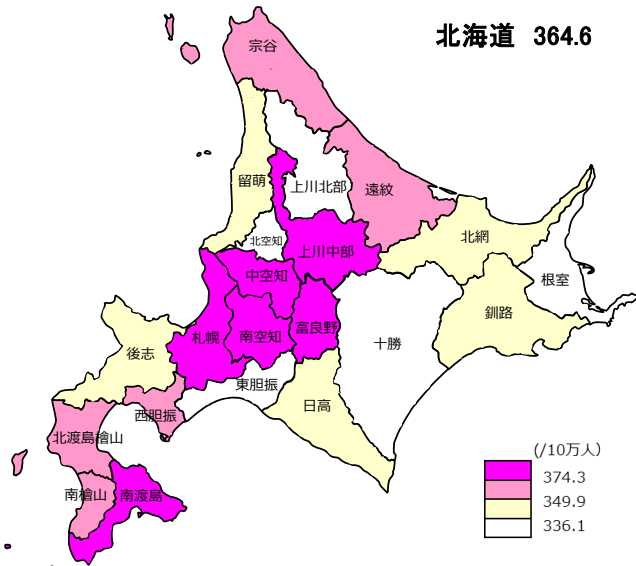 北海道 364.6
宗谷
留萌
上川北部
遠紋
北空知
上川中部
北網
中空知
根室
釧路
札幌
南空知
富良野
十勝
後志
東胆振
日高
西胆振
北渡島檜山
南檜山
南渡島
(/10万人)
374.3
349.9
336.1